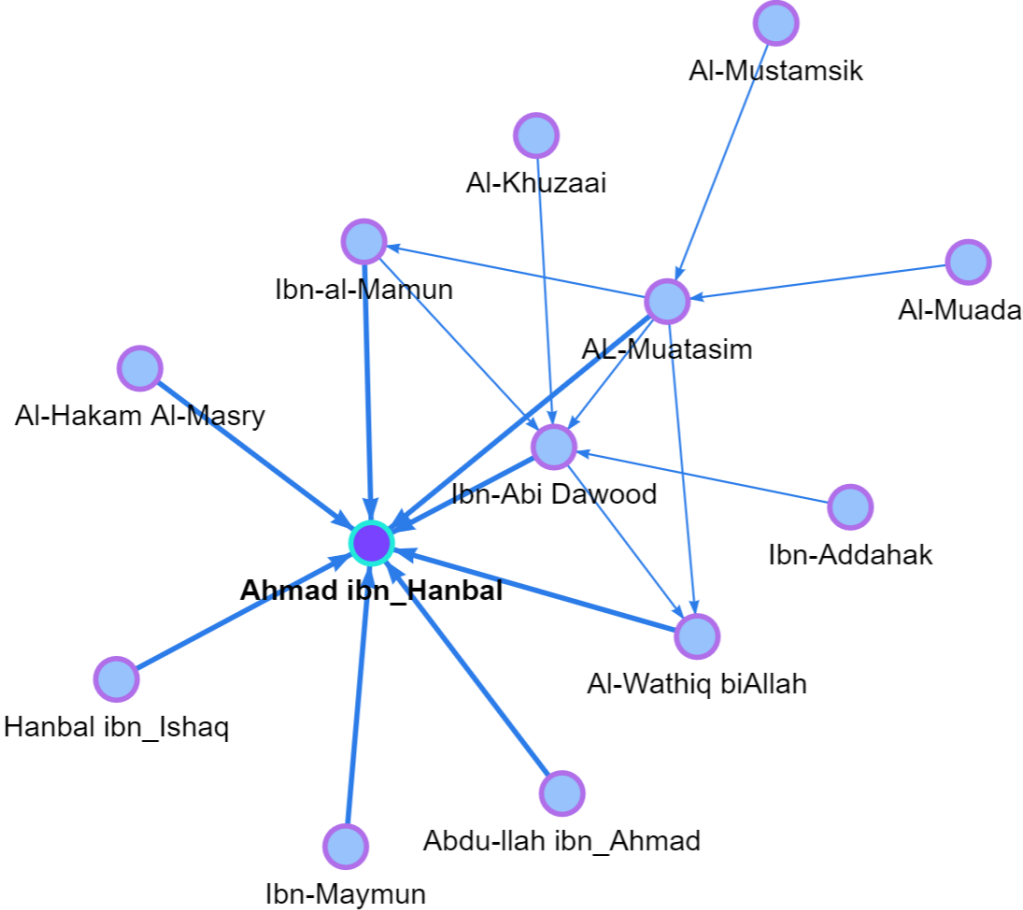 Al-Mustamsik
Al-Khuzaai
Ibn-al-Mamun
Al-Muada
AL-Muatasim
Al-Hakam Al-Masry
Ibn-Abi Dawood
Ibn-Addahak
Ahmad ibn_Hanbal
Al-Wathiq biAllah
Hanbal ibn_Ishaq
Abdu-llah ibn_Ahmad
Ibn-Maymun